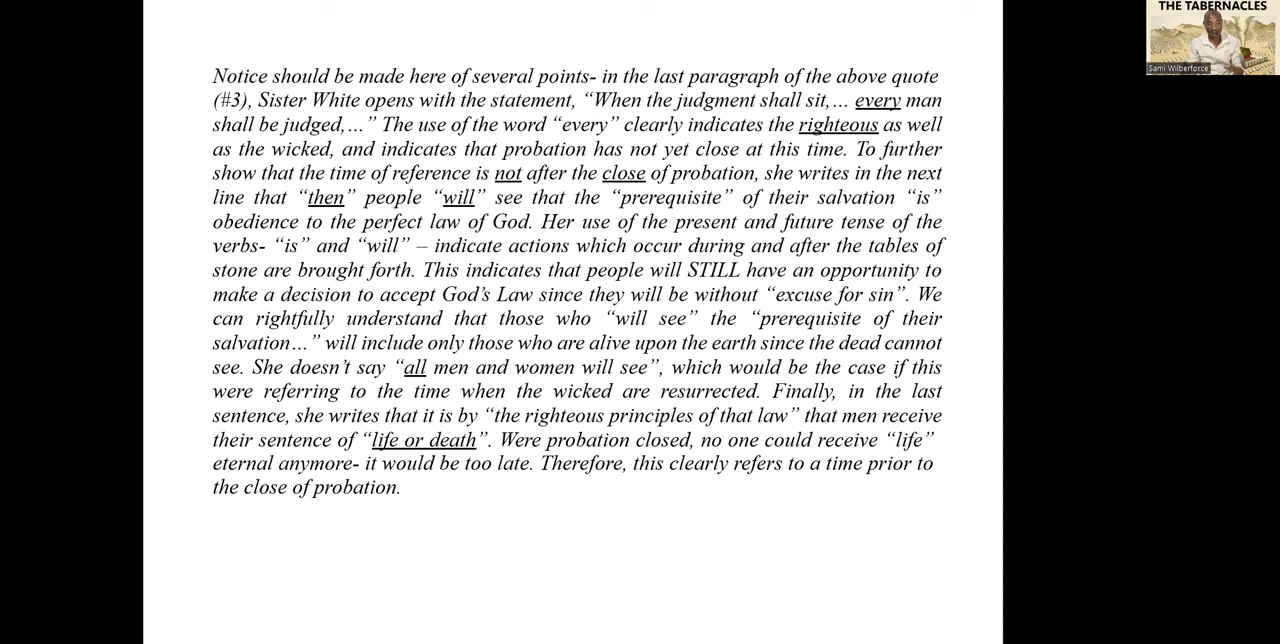 THE TABERNACLES
Sami Wilberforce
Notice should be made here of several points- in the last paragraph of the above quote
(#3), Sister White opens with the statement, “When the judgment shall sit,… every man
shall be judged,…” The use of the word “every” clearly indicates the righteous as well
as the wicked, and indicates that probation has not yet close at this time. To further
show that the time of reference is not after the close of probation, she writes in the next
line that “then” people “will” see that the “prerequisite” of their salvation “is”
obedience to the perfect law of God. Her use of the present and future tense of the
verbs- “is” and “will” – indicate actions which occur during and after the tables of
stone are brought forth. This indicates that people will STILL have an opportunity to
make a decision to accept God’s Law since they will be without “excuse for sin”. We
can rightfully understand that those who “will see” the “prerequisite of their
salvation…” will include only those who are alive upon the earth since the dead cannot
see. She doesn’t say “all men and women will see”, which would be the case if this
were referring to the time when the wicked are resurrected. Finally, in the last
sentence, she writes that it is by “the righteous principles of that law” that men receive
their sentence of “life or death”. Were probation closed, no one could receive “life”
eternal anymore- it would be too late. Therefore, this clearly refers to a time prior to
the close of probation.